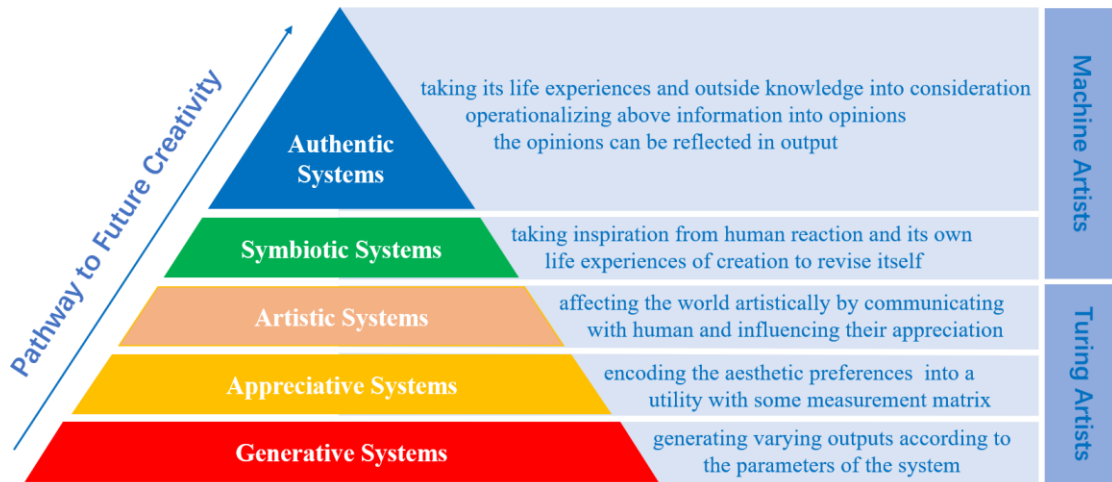 Pathway to Future Creativity
Authentic
Systems
taking its life experiences and outside knowledge into consideration
operationalizing above information into opinions
the opinions can be reflected in output
Symbiotic Systems
taking inspiration from human reaction and its own
life experiences of creation to revise itself
Machine Artists
Artistic Systems
affecting the world artistically by communicating
with human and influencing their appreciation
Appreciative Systems
encoding the aesthetic preferences into a
utility with some measurement matrix
Generative Systems
generating varying outputs according to
the parameters of the system
Turing Artists